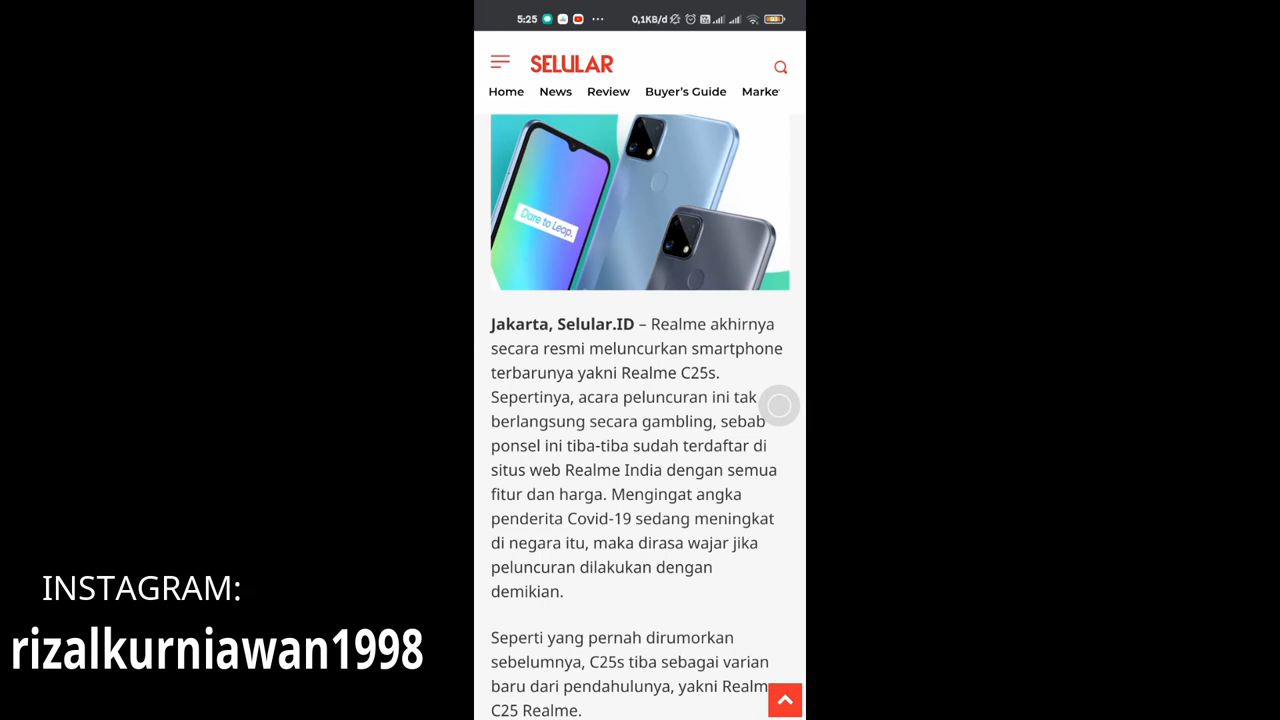 5:25 ... 0,1KB/d 93
SELULAR
Home News Review Buyer's Guide Marke
Dare to Leap.
Jakarta, Selular.ID – Realme akhirnya
secara resmi meluncurkan smartphone
terbarunya yakni Realme C25s.
Sepertinya, acara peluncuran ini tak
berlangsung secara gambling, sebab
ponsel ini tiba-tiba sudah terdaftar di
situs web Realme India dengan semua
fitur dan harga. Mengingat angka
penderita Covid-19 sedang meningkat
di negara itu, maka dirasa wajar jika
peluncuran dilakukan dengan
demikian.
Seperti yang pernah dirumorkan
sebelumnya, C25s tiba sebagai varian
baru dari pendahulunya, yakni Realm
C25 Realme.
INSTAGRAM:
rizalkurniawan1998